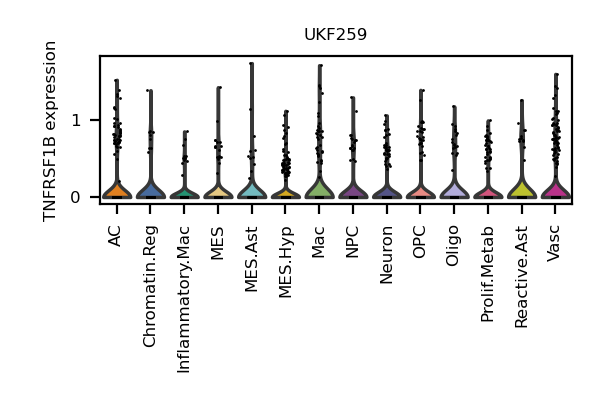 UKF259
TNFRSF1B expression
1
0
AC
Chromatin.Reg
Inflammatory.Mac
MES
MES.Ast
MES.Hyp
Mac
NPC
Neuron
OPC
Oligo
Prolif.Metab
Reactive.Ast
Vasc